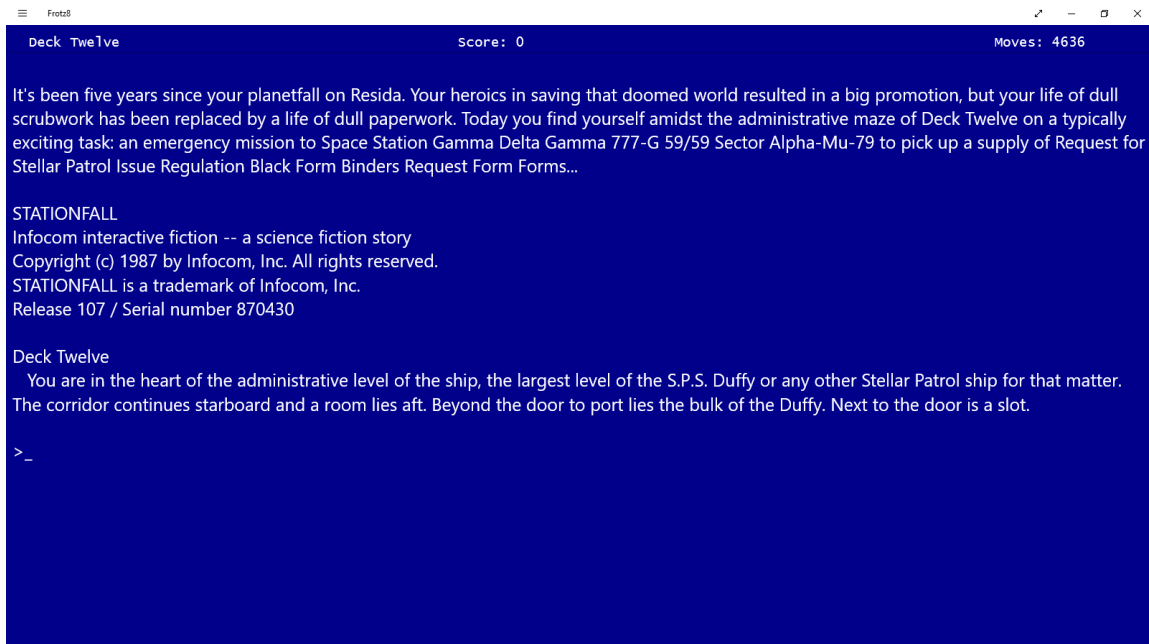 Frotz8
Deck Twelve Score: 0 Moves: 4636
It's been five years since your planetfall on Resida. Your heroics in saving that doomed world resulted in a big promotion, but your life of dull
scrubwork has been replaced by a life of dull paperwork. Today you find yourself amidst the administrative maze of Deck Twelve on a typically
exciting task: an emergency mission to Space Station Gamma Delta Gamma 777-G 59/59 Sector Alpha-Mu-79 to pick up a supply of Request for
Stellar Patrol Issue Regulation Black Form Binders Request Form Forms...
STATIONFALL
Infocom interactive fiction -- a science fiction story
Copyright (c) 1987 by Infocom, Inc. All rights reserved.
STATIONFALL is a trademark of Infocom, Inc.
Release 107 / Serial number 870430
Deck Twelve
You are in the heart of the administrative level of the ship, the largest level of the S.P.S. Duffy or any other Stellar Patrol ship for that matter.
The corridor continues starboard and a room lies aft. Beyond the door to port lies the bulk of the Duffy. Next to the door is a slot.
>_